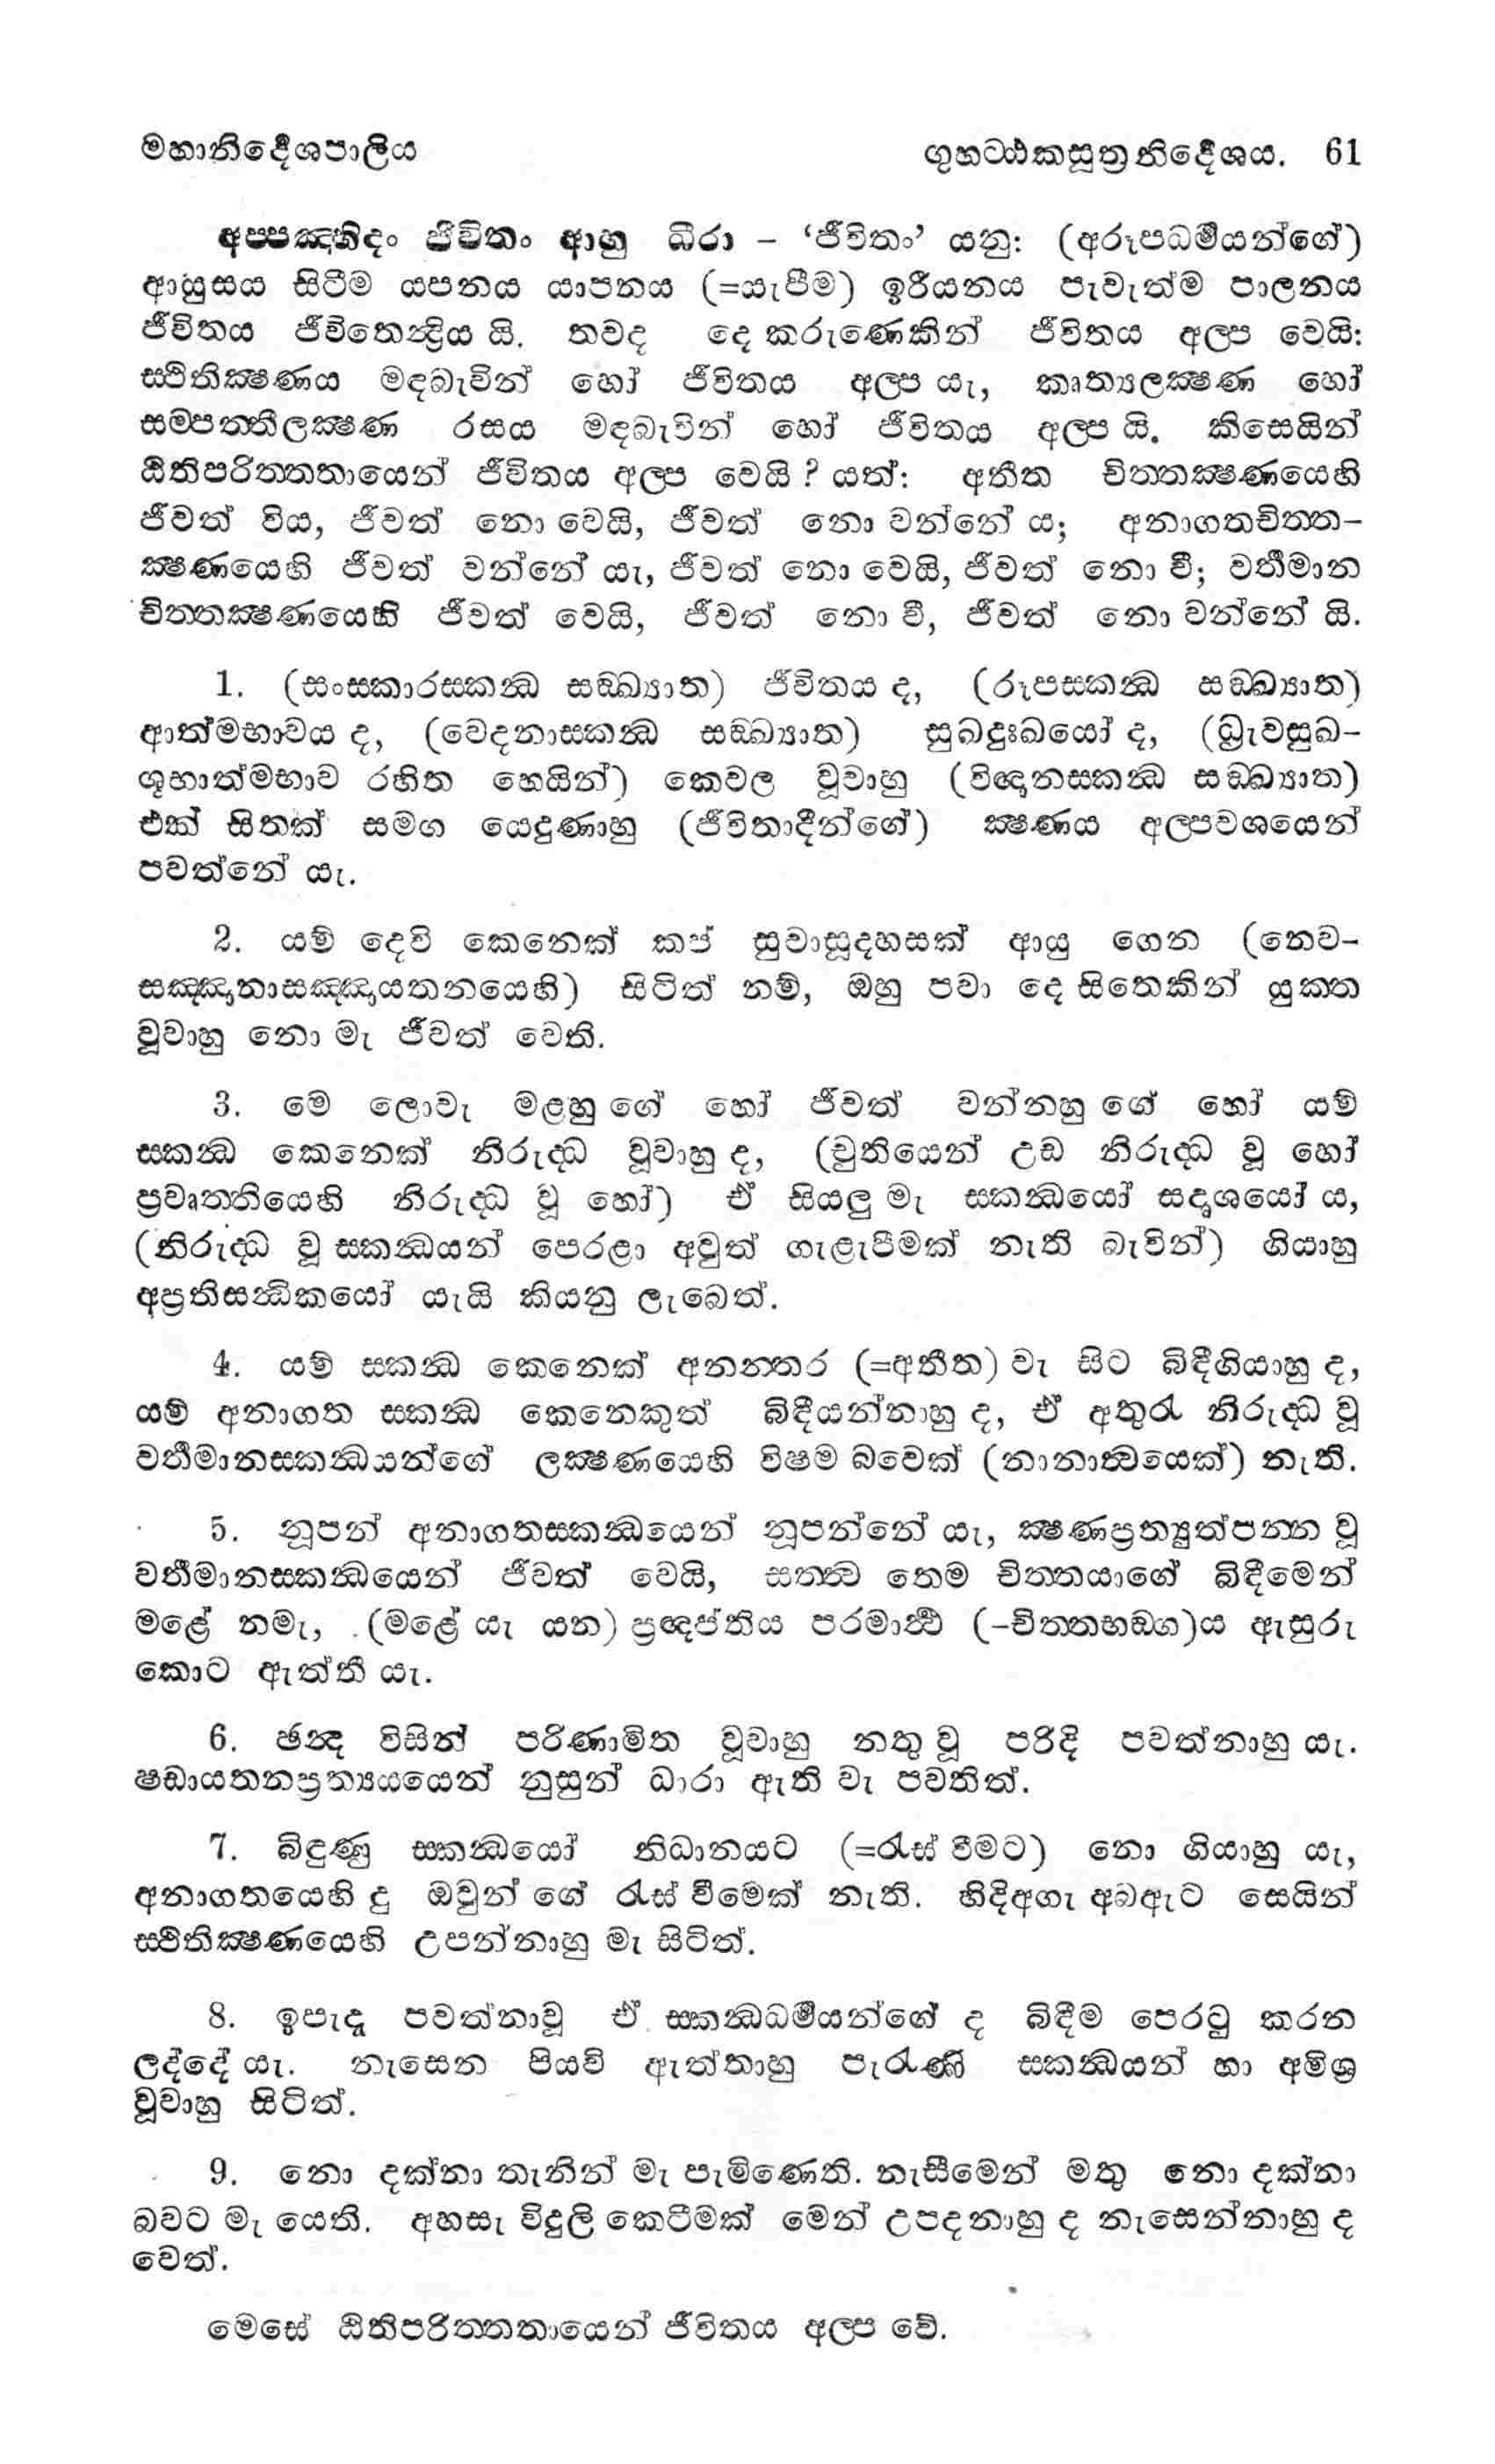 මහානිර්‍දේශපාලිය ගුහට්ඨකසූත්‍රනිර්‍දේශය. 61
අප්පඤ්හිදං ජීවිතං ආහු ධීරා – ‘ජීවිතං’ යනු: (අරූපධර්‍මයන්ගේ)
ආයුසය සිටීම යපනය යාපනය (=යැපීම) ඉරීයනය පැවැත්ම පාලනය
ජීවිතය ජීවිතෙන්‍ද්‍රිය යි. තවද දෙ කරුණෙකින් ජීවිතය අල්ප වෙයි:
ස්ථිතික්‍ෂණය මඳබැවින් හෝ ජීවිතය අල්ප යැ, කෘත්‍යලක්‍ෂණ හෝ
සම්පත්තිලක්‍ෂණ රසය මඳබැවින් හෝ ජීවිතය අල්ප යි. කිසෙයින්
ඨිතිපරිත්තතායෙන් ජීවිතය අල්ප වෙයි? යත්: අතීත චිත්තක්‍ෂණයෙහි
ජීවත් විය, ජීවත් නො වෙයි, ජීවත් නො වන්නේ ය; අනාගතචිත්ත-
ක්‍ෂණයෙහි ජීවත් වන්නේ යැ, ජීවත් නො වෙයි, ජීවත් නො වී; වර්‍තමාන
චිත්තක්‍ෂණයෙහි ජීවත් වෙයි, ජීවත් නො වී, ජීවත් නො වන්නේ යි.
1. (සංස්කාරස්කන්‍ධ සඞ්ඛ්‍යාත) ජීවිතය ද, (රූපස්කන්‍ධ සඞ්ඛ්‍යාත)
ආත්මභාවය ද, (වේදනාස්කන්‍ධ සඞ්ඛ්‍යාත) සුඛදුඃඛයෝ ද, (ධ්‍රැවසුඛ-
ශුභාත්මභාව රහිත හෙයින්) කෙවල වූවාහු (විඥානස්කන්‍ධ සඞ්ඛ්‍යාත)
එක් සිතක් සමග යෙදුණාහු (ජීවිතාදීන්ගේ) ක්‍ෂණය අල්පවශයෙන්
පවත්නේ යැ.
2. යම් දෙවි කෙනෙක් කප් සුවාසූදහසක් ආයු ගෙන (නෙව-
සඤ්ඤානාසඤ්ඤායතනයෙහි) සිටිත් නම්, ඔහු පවා දෙ සිතෙකින් යුක්ත
වූවාහු නො මැ ජීවත් වෙති.
3. මෙ ලොවැ මළහු ගේ හෝ ජීවත් වන්නහු ගේ හෝ යම්
ස්කන්‍ධ කෙනෙක් නිරුද්ධ වූවාහු ද, (චුතියෙන් උඩ නිරුද්ධ වූ හෝ
ප්‍රවෘත්තියෙහි නිරුද්ධ වූ හෝ) ඒ සියලු මැ ස්කන්‍ධයෝ සදෘශයෝ ය,
(නිරුද්ධ වූ ස්කන්‍ධයන් පෙරළා අවුත් ගැළැපීමක් නැති බැවින්) ගියාහු
අප්‍රතිසන්‍ධිකයෝ යැයි කියනු ලැබෙත්.
4. යම් ස්කන්‍ධ කෙනෙක් අනන්තර (=අතීත) වැ සිට බිඳීගියාහු ද,
යම් අනාගත ස්කන්‍ධ කෙනෙකුත් බිඳීයන්නාහු ද, ඒ අතුරැ නිරුද්ධ වූ
වර්‍තමානස්කන්‍ධයන්ගේ ලක්‍ෂණයෙහි විෂම බවෙක් (නානාත්‍වයෙක්) නැති.
5. නූපන් අනාගතස්කන්‍ධයෙන් නූපන්නේ යැ, ක්‍ෂණප්‍රත්‍යුත්පන්න වූ
වර්‍තමානස්කන්‍ධයෙන් ජීවත් වෙයි, සත්ත්‍ව තෙම චිත්තයාගේ බිඳීමෙන්
මළේ නමැ, (මළේ යැ යන) ප්‍රඥප්තිය පරමාර්‍ථ (-චිත්තභඞ්ග)ය ඇසුරු
කොට ඇත්තී යැ.
6. ඡන්‍ද විසින් පරිණාමිත වූවාහු නතු වූ පරිදි පවත්නාහු යැ.
ෂඩායතනප්‍රත්‍යයයෙන් නුසුන් ධාරා ඇති වැ පවතිත්.
7. බිඳුණු ස්කන්‍ධයෝ නිධානයට (=රැස් වීමට) නො ගියාහු යැ,
අනාගතයෙහි දු ඔවුන් ගේ රැස් වීමෙක් නැති. හිදිඅගැ අබඇට සෙයින්
ස්ථිතික්‍ෂණයෙහි උපන්නාහු මැ සිටිත්.
8. ඉපැදැ පවත්නාවූ ඒ ස්කන්‍ධධර්‍මයන්ගේ ද බිඳීම පෙරටු කරන
ලද්දේ යැ. නැසෙන පියවි ඇත්තාහු පැරැණි ස්කන්‍ධයන් හා අමිශ්‍ර
වූවාහු සිටිත්.
9. නො දක්නා තැනින් මැ පැමිණෙති. නැසීමෙන් මතු නො දක්නා
බවට මැ යෙති. අහසැ විදුලි කෙටීමක් මෙන් උපදනාහු ද නැසෙන්නාහු ද
වෙත්.
මෙසේ ඨිතිපරිත්තතායෙන් ජීවිතය අල්ප වේ.